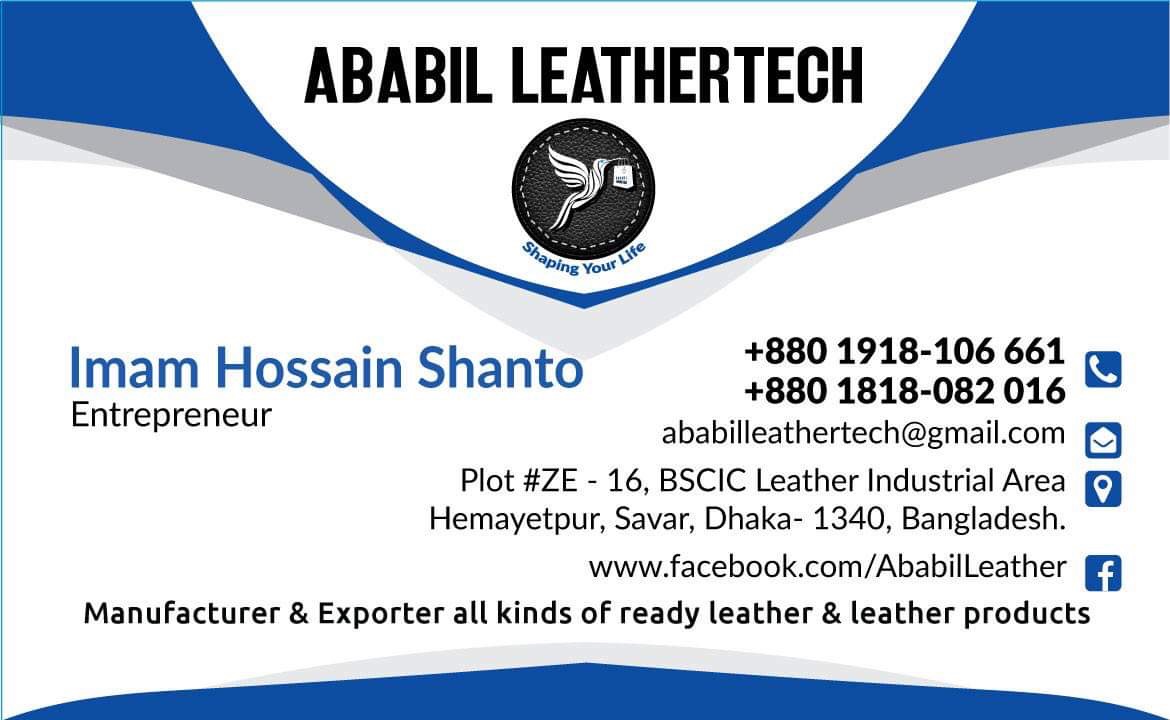 ABABIL LEATHERTECH
Shaping Your Life
Imam Hossain Shanto
Entrepreneur
+880 1918-106 661
+880 1818-082 016
ababilleathertech@gmail.com
Plot #ZE - 16, BSCIC Leather Industrial Area
Hemayetpur, Savar, Dhaka- 1340, Bangladesh.
www.facebook.com/AbabilLeather
Manufacturer & Exporter all kinds of ready leather & leather products